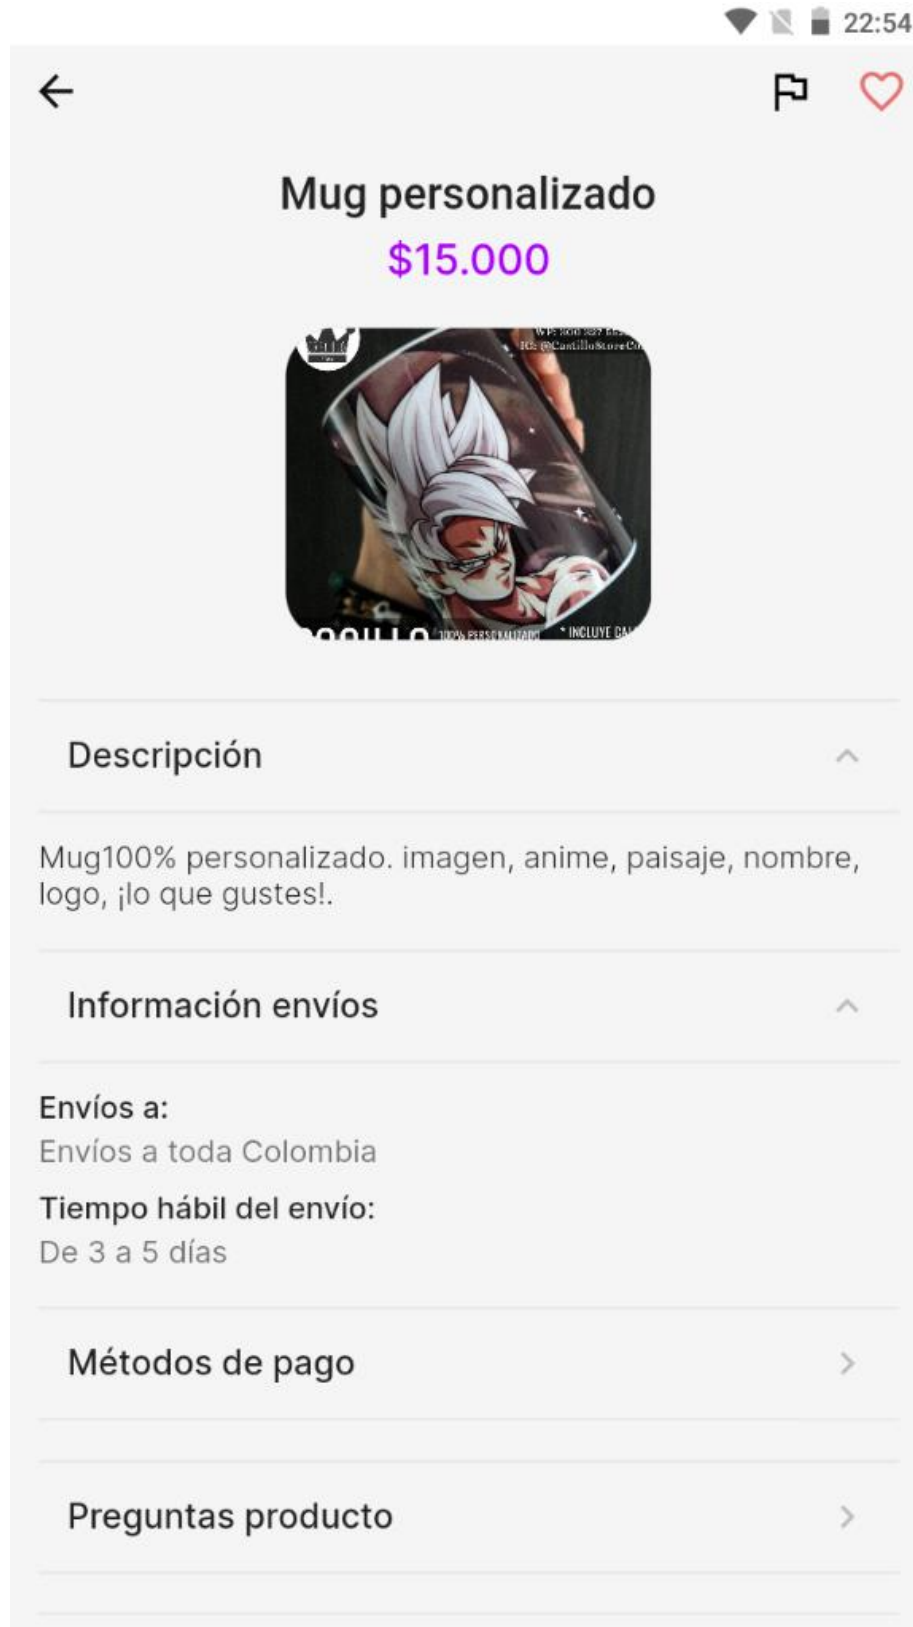 22:54
Mug personalizado
$15.000
IG: @CastilloStoreCo
100% PERSONALIZADO
* INCLUYE
Descripción
Mug100% personalizado. imagen, anime, paisaje, nombre,
logo, ¡lo que gustes!.
Información envíos
Envíos a:
Envíos a toda Colombia
Tiempo hábil del envío:
De 3 a 5 días
Métodos de pago
Preguntas producto